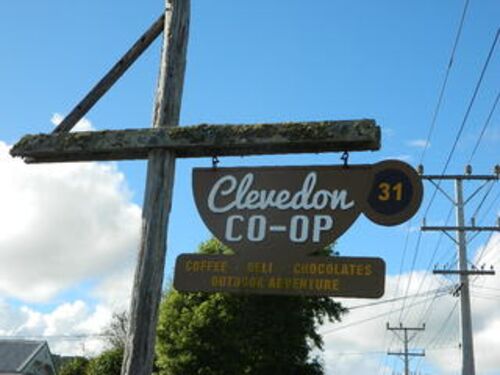 Clevedon
31
CO-OP
COFFEE DELI CHOCOLATES
OUTDOOR ADVENTURE